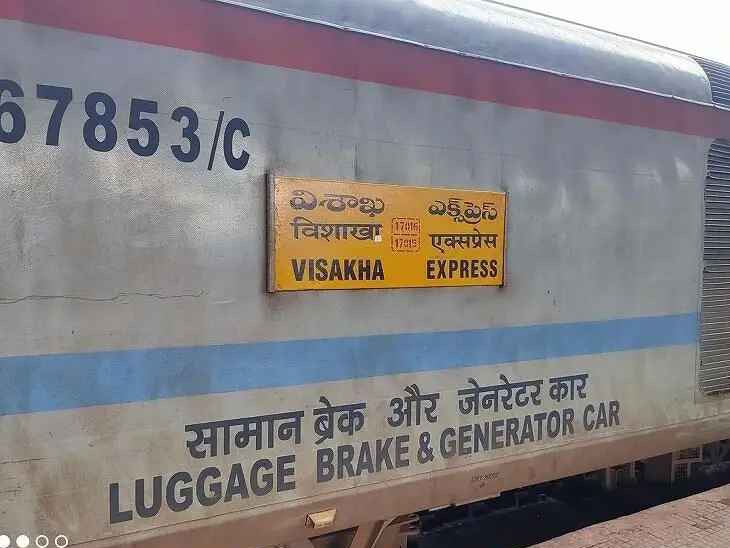 67853/C
విశాఖ ఎక్స్‌ప్రెస్
17016
विशाखा एक्सप्रेस
17015
VISAKHA EXPRESS
सामान ब्रेक और जेनरेटर कार
LUGGAGE BRAKE & GENERATOR CAR